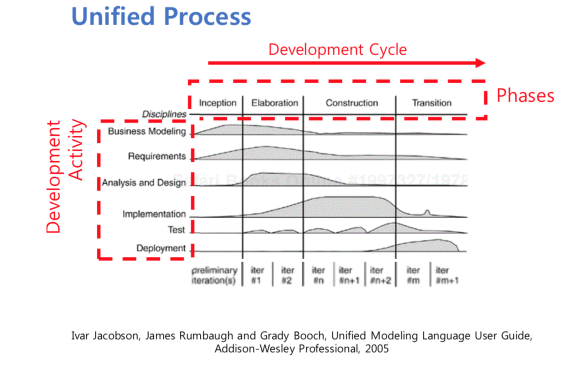 Unified Process
Development Cycle
Phases
Inception Elaboration Construction Transition
Disciplines
Development
Activity
Business Modeling
Requirements
Analysis and Design
Implementation
Test
Deployment
preliminary
iteration(s)
iter
#1
iter
#2
iter
#n
iter
#n+1
iter
#n+2
iter
#m
iter
#m+1
Ivar Jacobson, James Rumbaugh and Grady Booch, Unified Modeling Language User Guide,
Addison-Wesley Professional, 2005